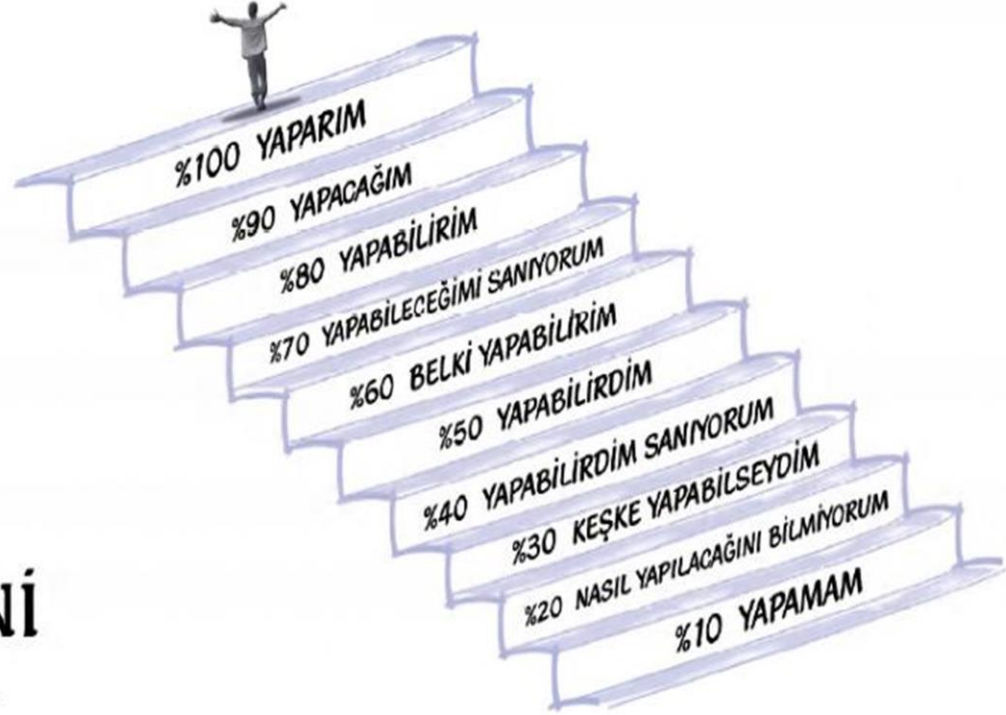 %100 YAPARIM
%90 YAPACAĞIM
%80 YAPABİLİRİM
%70 YAPABİLECEĞİMİ SANIYORUM
%60 BELKİ YAPABİLİRİM
%50 YAPABİLİRDİM
%40 YAPABİLİRDİM SANIYORUM
%30 KEŞKE YAPABİLSEYDİM
%20 NASIL YAPILACAĞINI BİLMİYORUM
%10 YAPAMAM